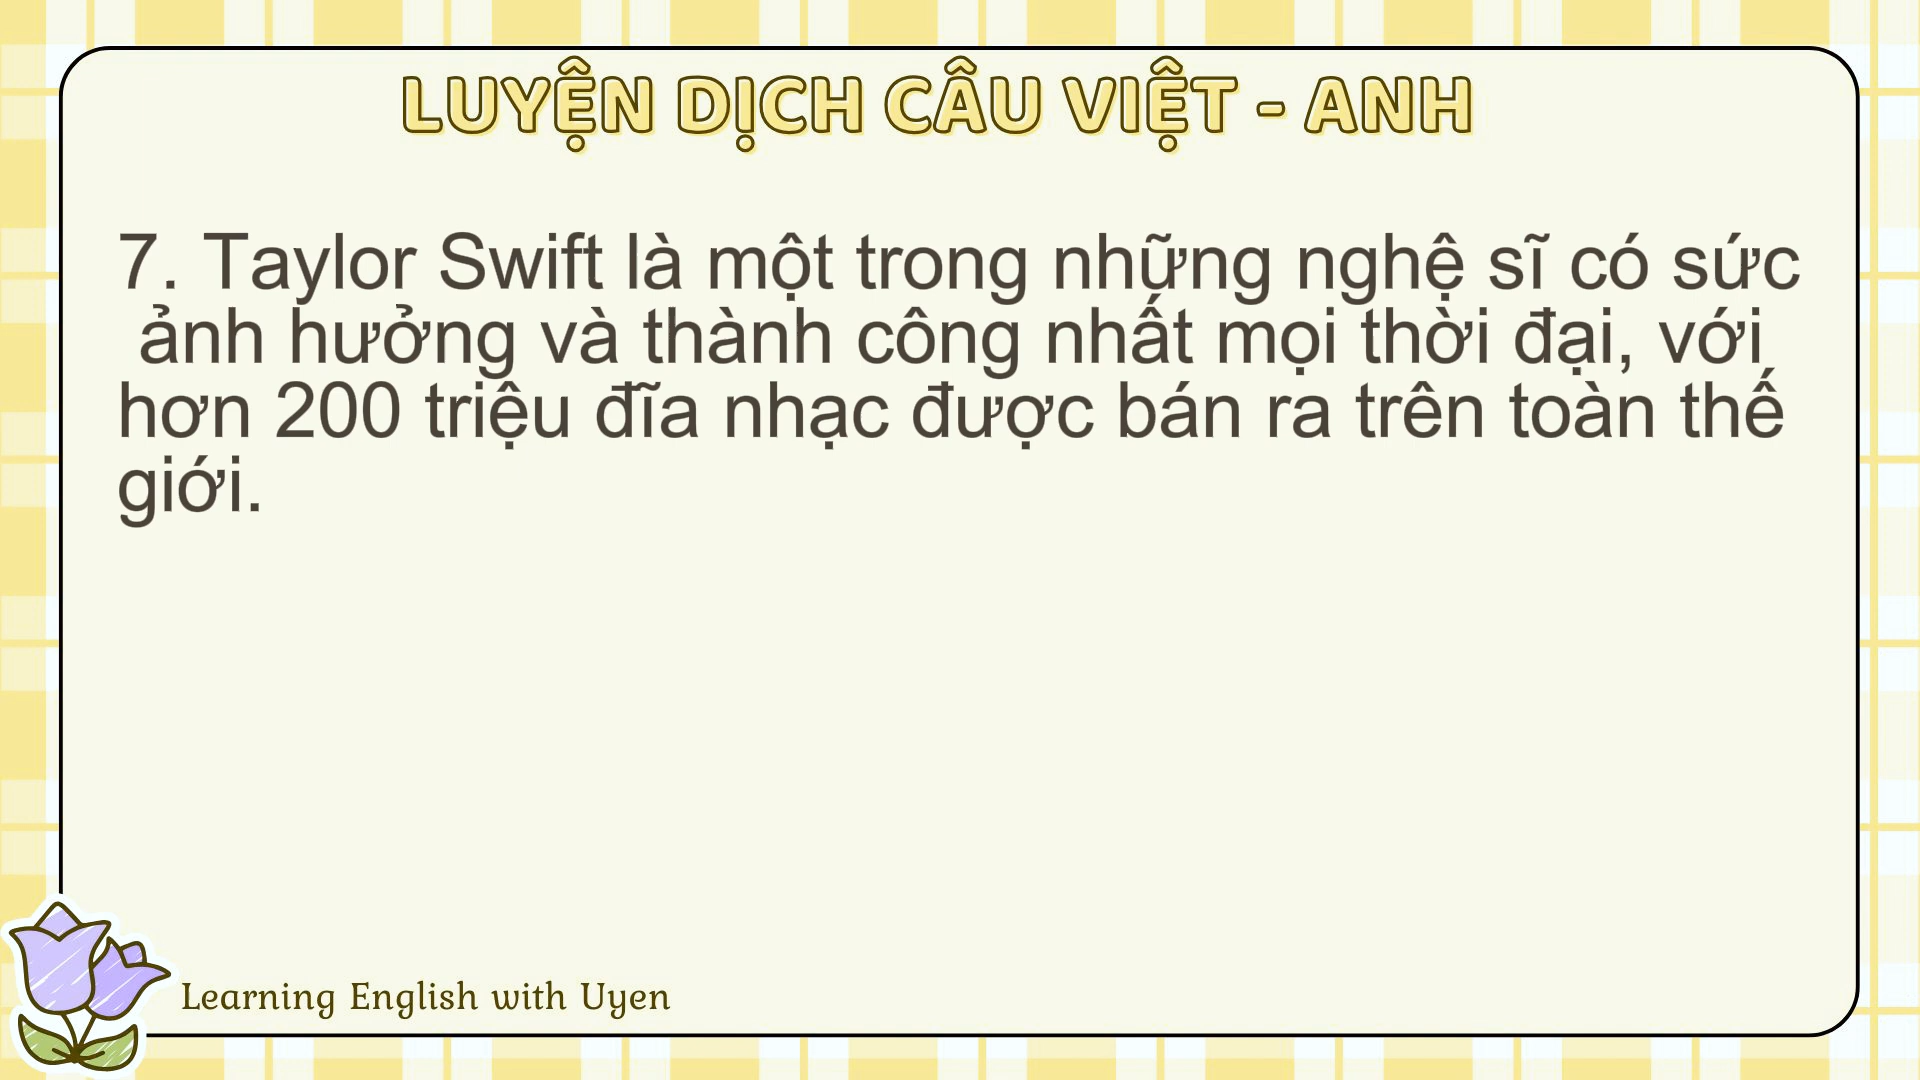 LUYỆN DỊCH CÂU VIỆT - ANH
7. Taylor Swift là một trong những nghệ sĩ có sức
ảnh hưởng và thành công nhất mọi thời đại, với
hơn 200 triệu đĩa nhạc được bán ra trên toàn thế
giới.
Learning English with Uyen